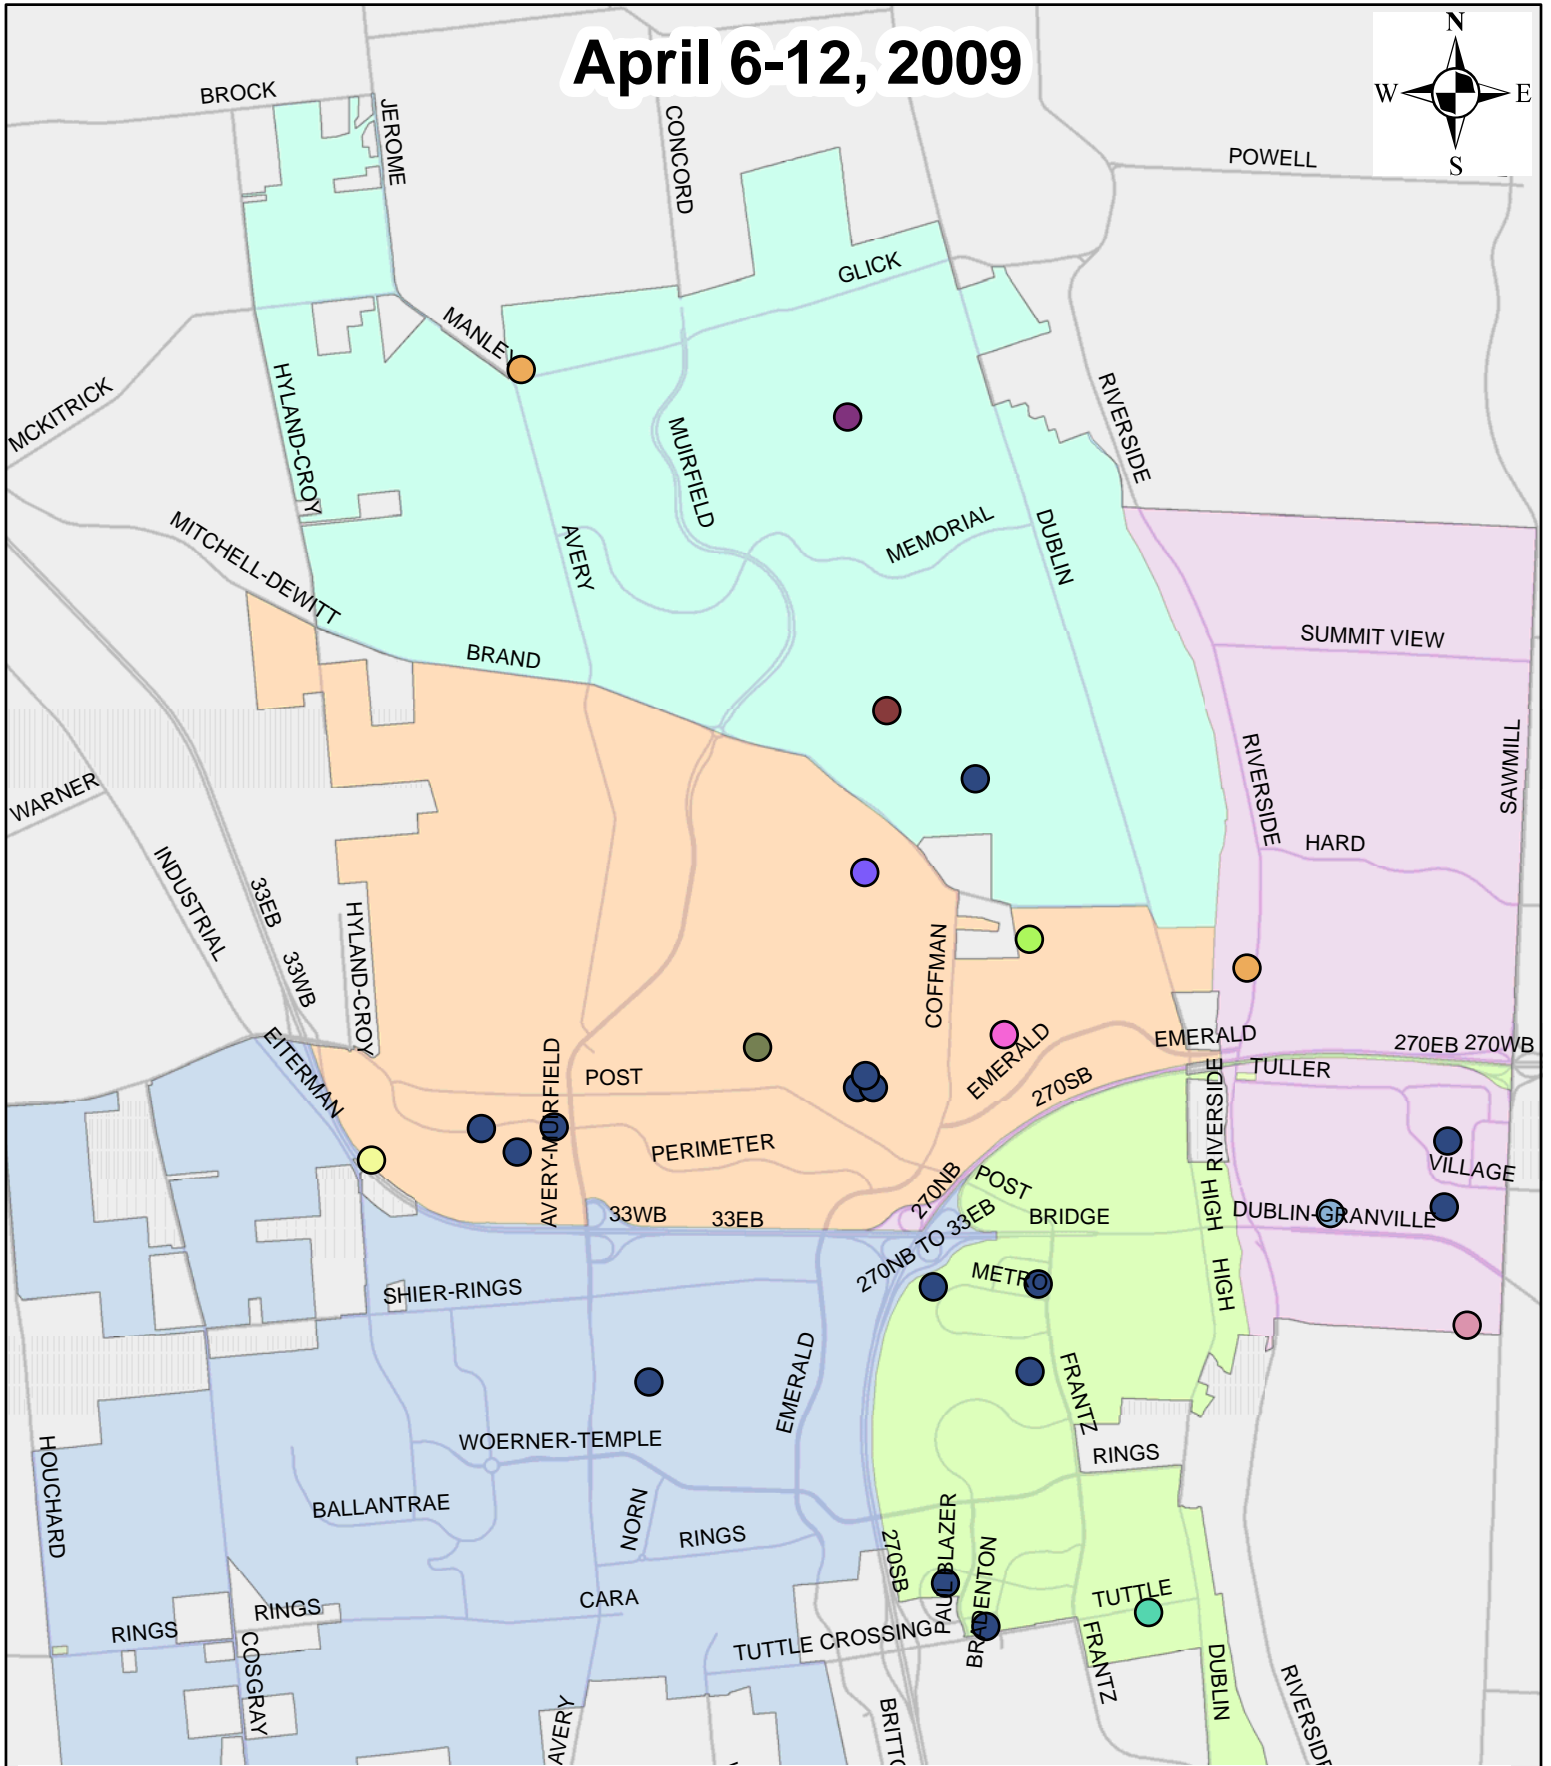 April 6-12, 2009
N
W
E
S
BROCK
JEROME
CONCORD
POWELL
GLICK
MANLEY
HYLAND-CROY
MCKITRICK
MUIRFIELD
RIVERSIDE
MITCHELL-DEWITT
AVERY
MEMORIAL
DUBLIN
BRAND
SUMMIT VIEW
WARNER
RIVERSIDE
SAWMILL
INDUSTRIAL
33EB
HARD
HYLAND-CROY
33WB
COFFMAN
EITERMAN
EMERALD
EMERALD
270EB
270WB
POST
AVERY-MUIRFIELD
270SB
RIVERSIDE
TULLER
PERIMETER
VILLAGE
POST
270NB
33WB
33EB
BRIDGE
HIGH
DUBLIN-GRANVILLE
270NB TO 33EB
METRO
HIGH
SHIER-RINGS
EMERALD
FRANTZ
WOERNER-TEMPLE
RINGS
HOUCHARD
BALLANTRAE
NORN
RINGS
270SB
PAUL BLAZER
BRADENTON
CARA
TUTTLE
RINGS
RINGS
TUTTLE CROSSING
COSGRAY
FRANTZ
DUBLIN
RIVERSIDE
AVERY